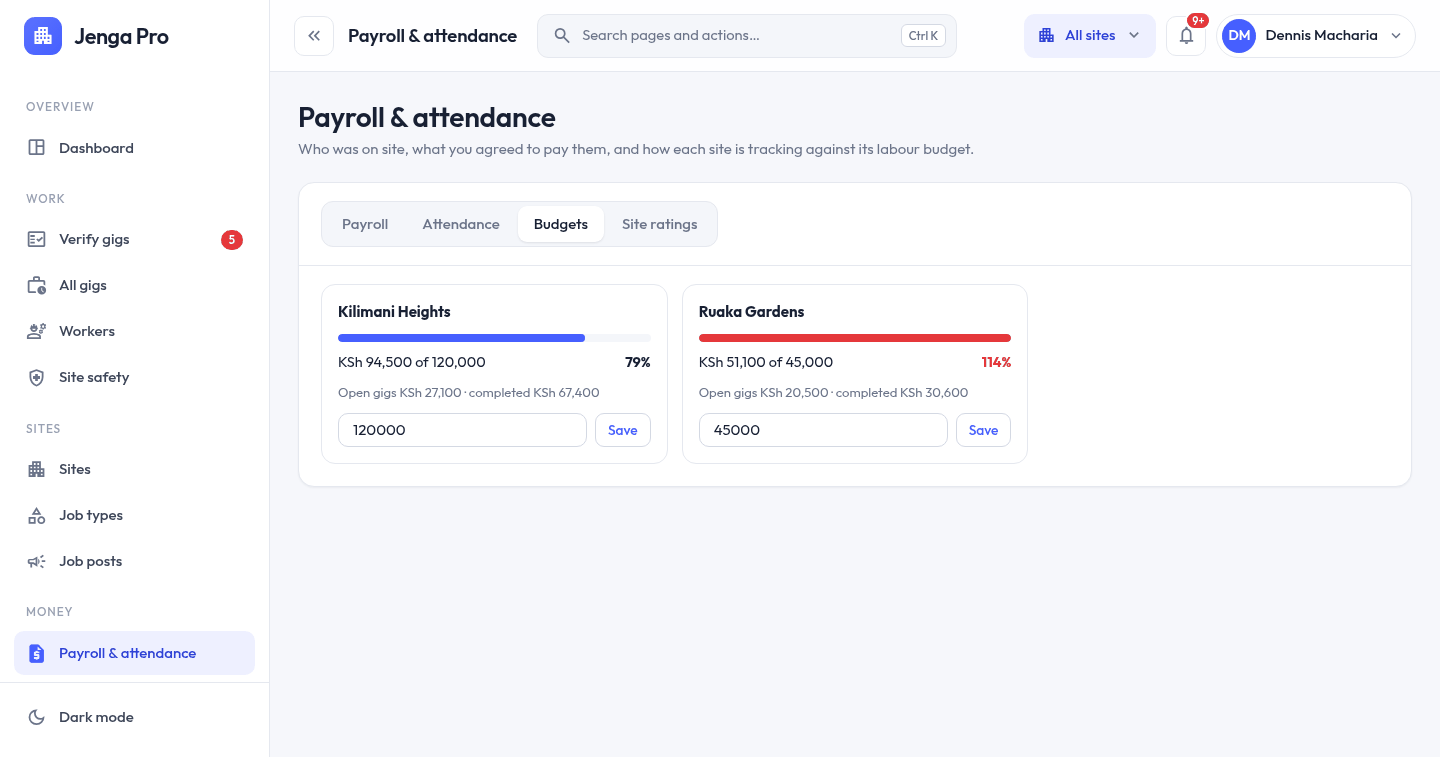 Jenga Pro
Payroll & attendance
Search pages and actions...
Ctrl K
All sites
9+
DM
Dennis Macharia
OVERVIEW
Dashboard
WORK
Verify gigs
5
All gigs
Workers
Site safety
SITES
Sites
Job types
Job posts
MONEY
Payroll & attendance
Dark mode
Payroll & attendance
Who was on site, what you agreed to pay them, and how each site is tracking against its labour budget.
Payroll
Attendance
Budgets
Site ratings
Kilimani Heights
KSh 94,500 of 120,000
79%
Open gigs KSh 27,100 · completed KSh 67,400
120000
Save
Ruaka Gardens
KSh 51,100 of 45,000
114%
Open gigs KSh 20,500 · completed KSh 30,600
45000
Save